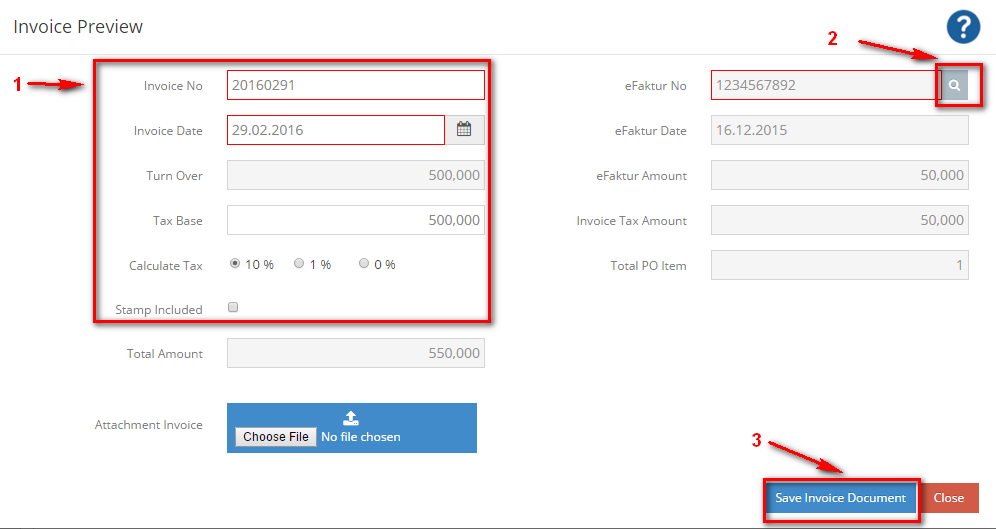 Invoice Preview
?
2
1
Invoice No 20160291
eFaktur No 1234567892
Invoice Date 29.02.2016
eFaktur Date 16.12.2015
Turn Over 500,000
eFaktur Amount 50,000
Tax Base 500,000
Invoice Tax Amount 50,000
Calculate Tax 10 % 1 % 0 %
Total PO Item 1
Stamp Included
Total Amount 550,000
Attachment Invoice Choose File No file chosen
3
Save Invoice Document Close